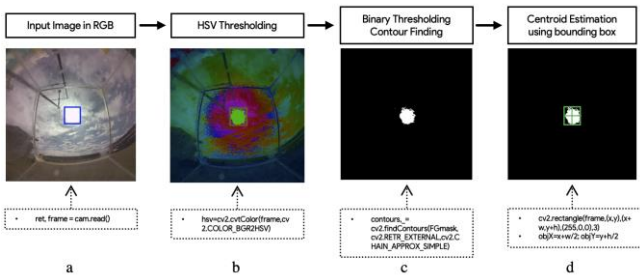 Input Image in RGB
HSV Thresholding
Binary Thresholding
Contour Finding
Centroid Estimation
using bounding box
• ret, frame = cam.read()
• hsv=cv2.cvtColor(frame,cv
2.COLOR_BGR2HSV)
• contours,_=
cv2.findContours(FGmask,
cv2.RETR_EXTERNAL,cv2.C
HAIN_APPROX_SIMPLE)
• cv2.rectangle(frame,(x,y),(x+
w,y+h),(255,0,0),3)
• objX=x+w/2; objY=y+h/2
a
b
c
d